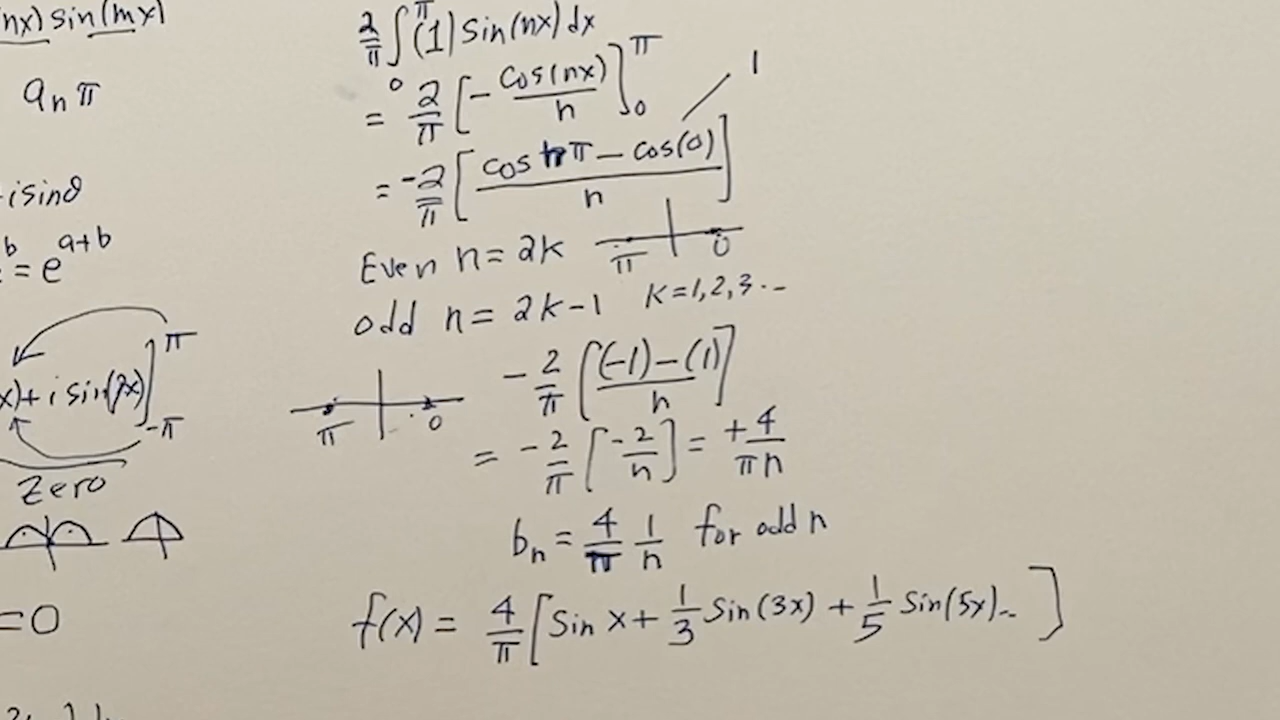 nx) sin(mx)
aₙπ
isinθ
b = e^{a+b}
x)+ i sin(2x)]
π
-π
Zero
=0
2/π ∫₀^π (1) Sin(nx) dx
= 2/π [- cos(nx)/n]₀^π
1
= -2/π [(cos nπ - cos(0))/n]
Even n = 2k
π 0
odd n = 2k-1 K=1,2,3...
-2/π [((-1)-(1))/n]
π 0
= -2/π [-2/n] = +4/πn
bₙ = 4/π 1/n for odd n
f(x) = 4/π [Sin x + 1/3 Sin(3x) + 1/5 Sin(5x)... ]